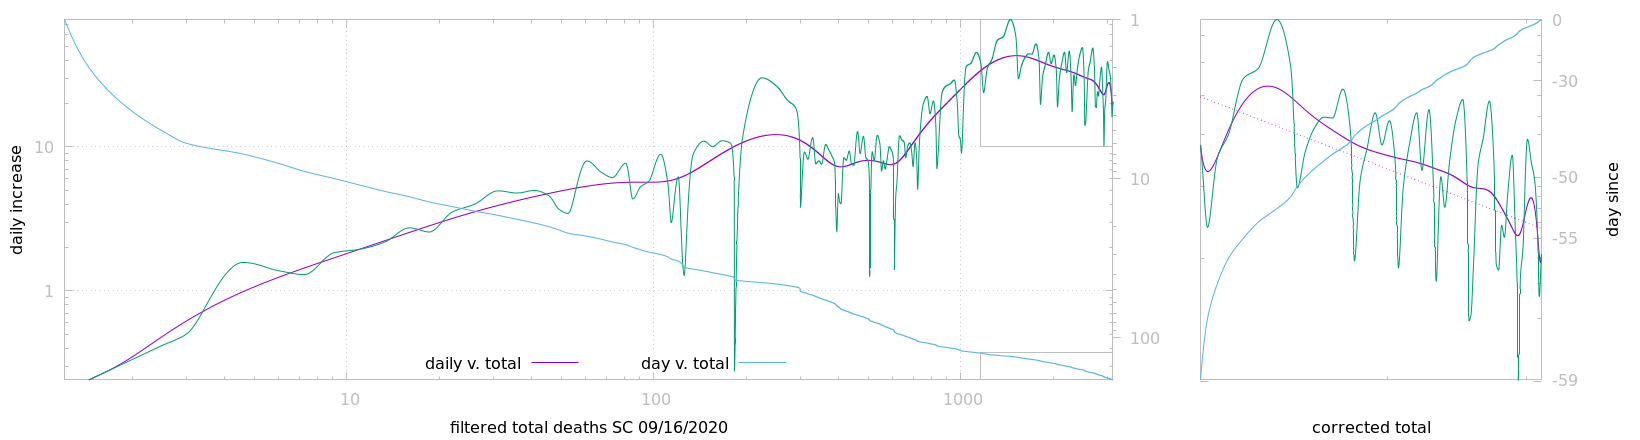 daily increase
10
1
daily v. total
day v. total
10
100
1000
filtered total deaths SC 09/16/2020
1
10
100
0
-30
-50
-55
-59
day since
corrected total